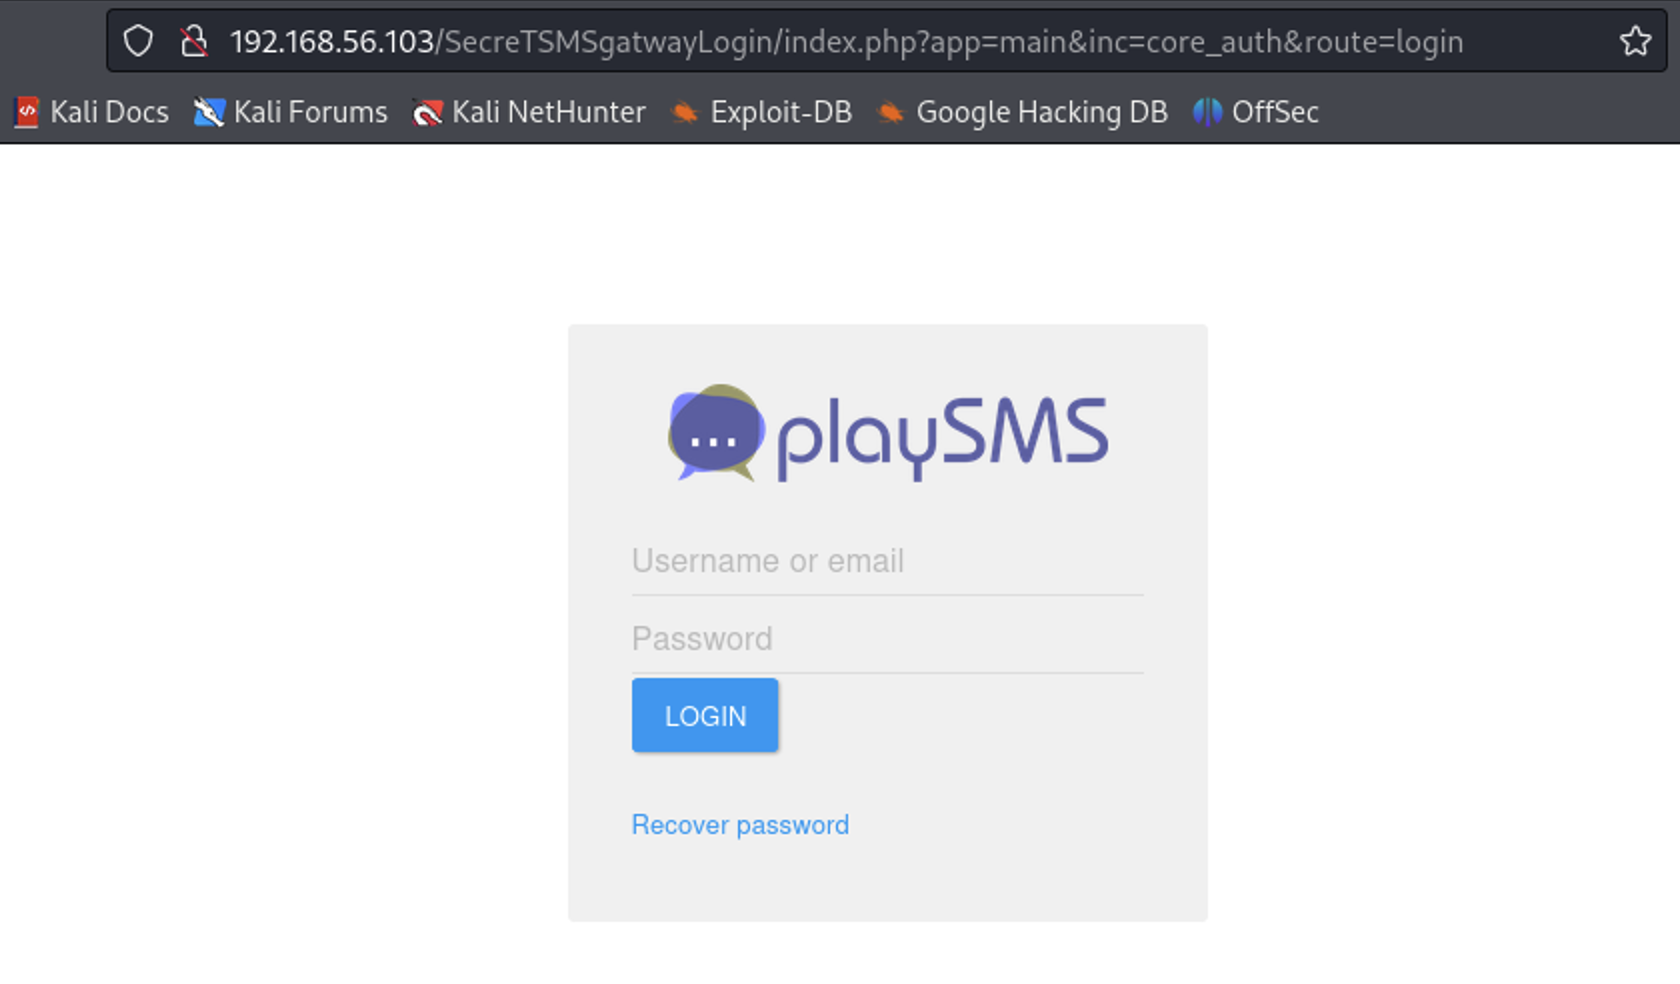 192.168.56.103/SecreTSMSgatwayLogin/index.php?app=main&inc=core_auth&route=login
Kali Docs Kali Forums Kali NetHunter Exploit-DB Google Hacking DB OffSec
... playSMS
Username or email
Password
LOGIN
Recover password